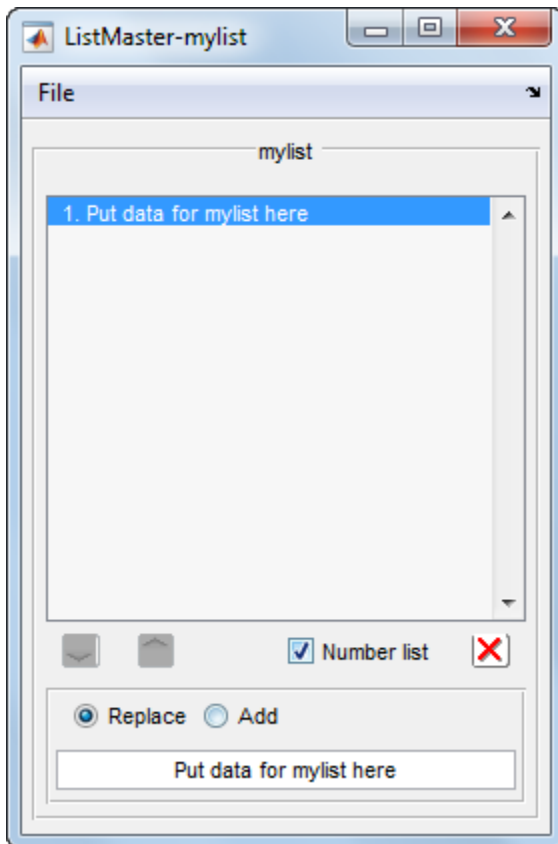 ListMaster-mylist
File
mylist
1. Put data for mylist here
Number list
Replace Add
Put data for mylist here